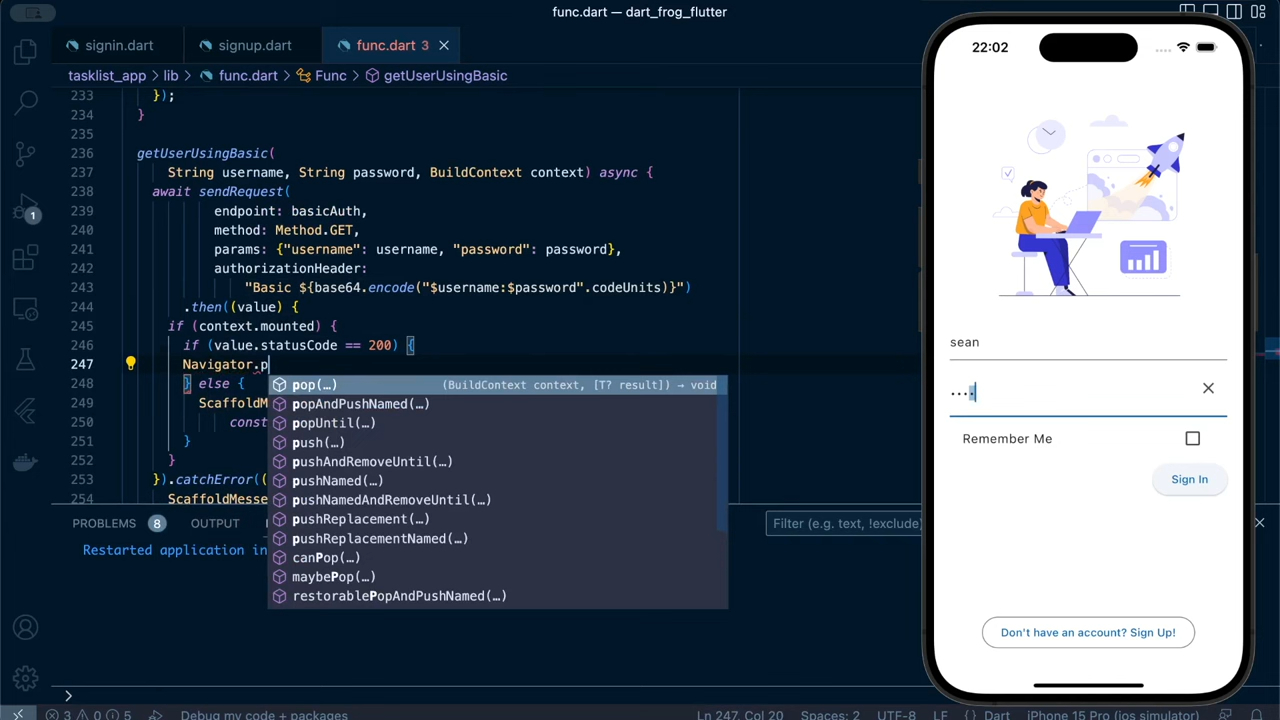 func.dart — dart_frog_flutter
signin.dart
signup.dart
func.dart 3
tasklist_app > lib > func.dart > Func > getUserUsingBasic
233 });
234 }
235
236 getUserUsingBasic(
237 String username, String password, BuildContext context) async {
238 await sendRequest(
239 endpoint: basicAuth,
240 method: Method.GET,
241 params: {"username": username, "password": password},
242 authorizationHeader:
243 "Basic ${base64.encode("$username:$password".codeUnits)}")
244 .then((value) {
245 if (context.mounted) {
246 if (value.statusCode == 200) {
247 Navigator.p
248 } else {
249 ScaffoldM
250 const
251 }
252 }
253 }).catchError((
254 ScaffoldMesse
pop(…) (BuildContext context, [T? result]) → void
popAndPushNamed(…)
popUntil(…)
push(…)
pushAndRemoveUntil(…)
pushNamed(…)
pushNamedAndRemoveUntil(…)
pushReplacement(…)
pushReplacementNamed(…)
canPop(…)
maybePop(…)
restorablePopAndPushNamed(…)
1
PROBLEMS 8 OUTPUT
Filter (e.g. text, !exclude)
Restarted application in
>
3 0 5 Debug my code + packages
Ln 247, Col 20 Spaces: 2 UTF-8 LF {} Dart iPhone 15 Pro (ios simulator)
22:02
sean
••••
Remember Me
Sign In
Don't have an account? Sign Up!